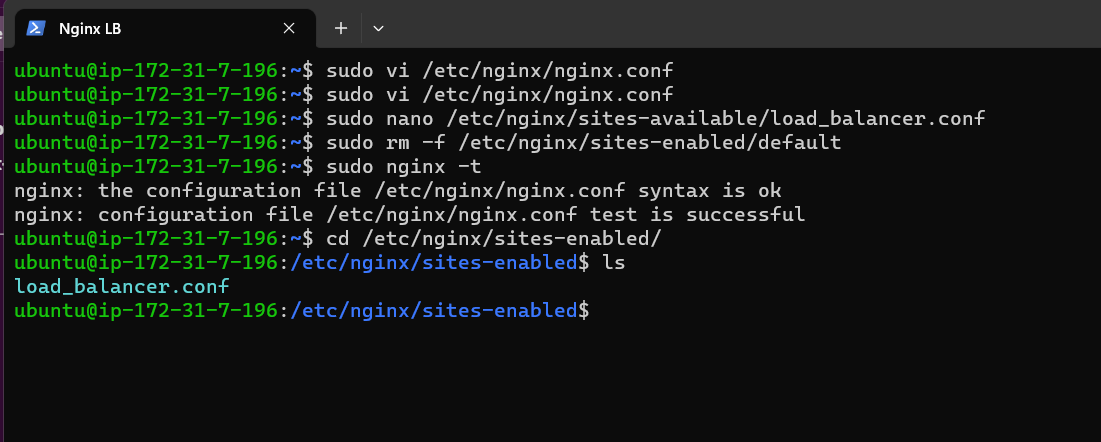 Nginx LB
ubuntu@ip-172-31-7-196:~$ sudo vi /etc/nginx/nginx.conf
ubuntu@ip-172-31-7-196:~$ sudo vi /etc/nginx/nginx.conf
ubuntu@ip-172-31-7-196:~$ sudo nano /etc/nginx/sites-available/load_balancer.conf
ubuntu@ip-172-31-7-196:~$ sudo rm -f /etc/nginx/sites-enabled/default
ubuntu@ip-172-31-7-196:~$ sudo nginx -t
nginx: the configuration file /etc/nginx/nginx.conf syntax is ok
nginx: configuration file /etc/nginx/nginx.conf test is successful
ubuntu@ip-172-31-7-196:~$ cd /etc/nginx/sites-enabled/
ubuntu@ip-172-31-7-196:/etc/nginx/sites-enabled$ ls
load_balancer.conf
ubuntu@ip-172-31-7-196:/etc/nginx/sites-enabled$